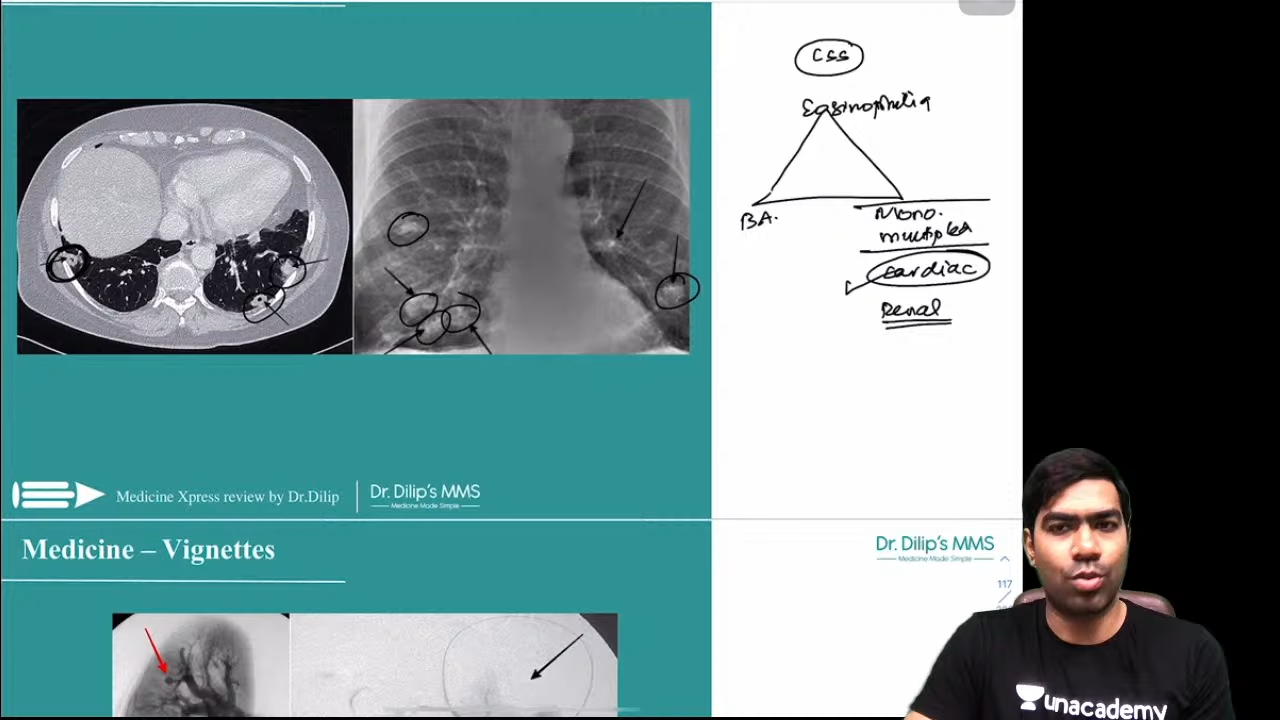 CSS
Eosinophilia
BA.
Mono.
multiplex
cardiac
Renal
Medicine Xpress review by Dr.Dilip
Dr. Dilip's MMS
Medicine Made Simple
Medicine – Vignettes
Dr. Dilip's MMS
Medicine Made Simple
117
unacademy